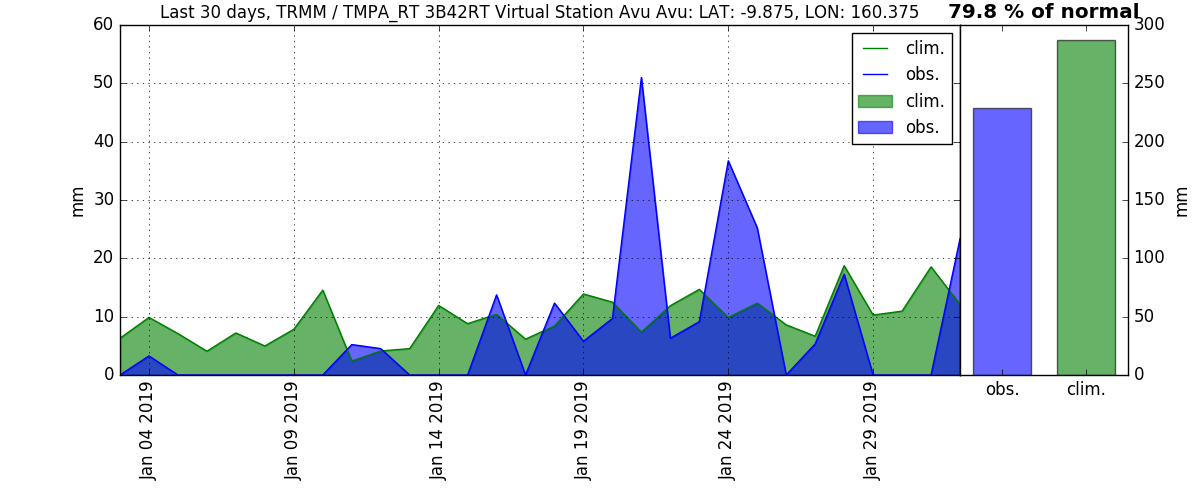 Last 30 days, TRMM / TMPA_RT 3B42RT Virtual Station Avu Avu: LAT: -9.875, LON: 160.375
79.8 % of normal
60
50
40
30
20
10
0
mm
clim.
obs.
clim.
obs.
Jan 04 2019
Jan 09 2019
Jan 14 2019
Jan 19 2019
Jan 24 2019
Jan 29 2019
300
250
200
150
100
50
0
mm
obs.
clim.